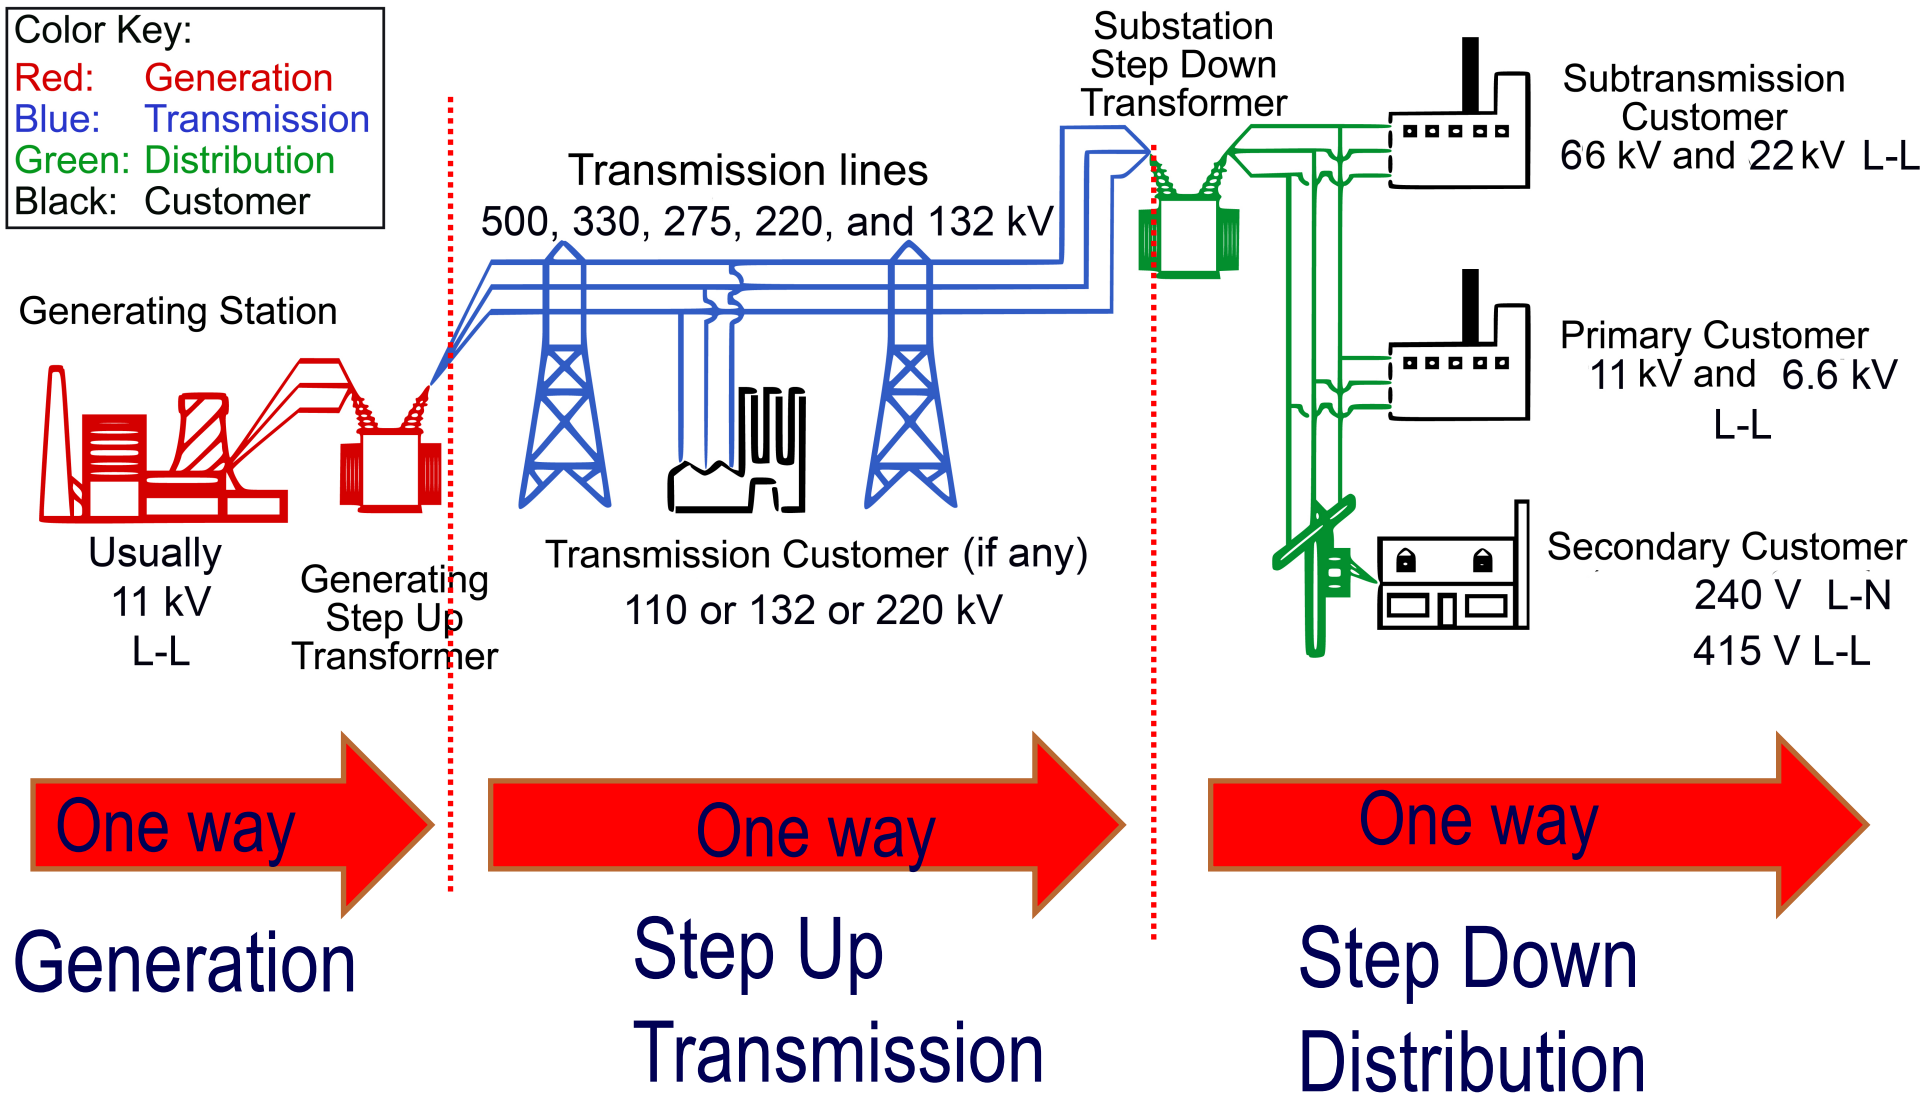 Color Key:
Red: Generation
Blue: Transmission
Green: Distribution
Black: Customer
Substation
Step Down
Transformer
Subtransmission
Customer
66 kV and 22 kV L-L
Transmission lines
500, 330, 275, 220, and 132 kV
Generating Station
Primary Customer
11 kV and 6.6 kV
L-L
Usually
11 kV
L-L
Generating
Step Up
Transformer
Transmission Customer (if any)
110 or 132 or 220 kV
Secondary Customer
240 V L-N
415 V L-L
One way
One way
One way
Generation
Step Up
Transmission
Step Down
Distribution